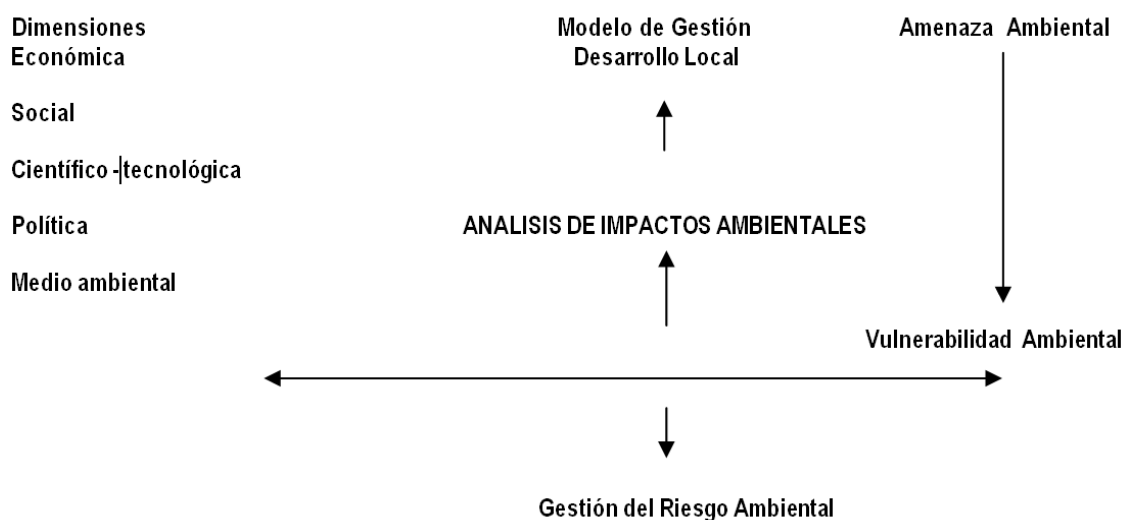 Dimensiones
Económica
Social
Científico -tecnológica
Política
Medio ambiental
Modelo de Gestión
Desarrollo Local
ANALISIS DE IMPACTOS AMBIENTALES
Amenaza Ambiental
Vulnerabilidad Ambiental
Gestión del Riesgo Ambiental